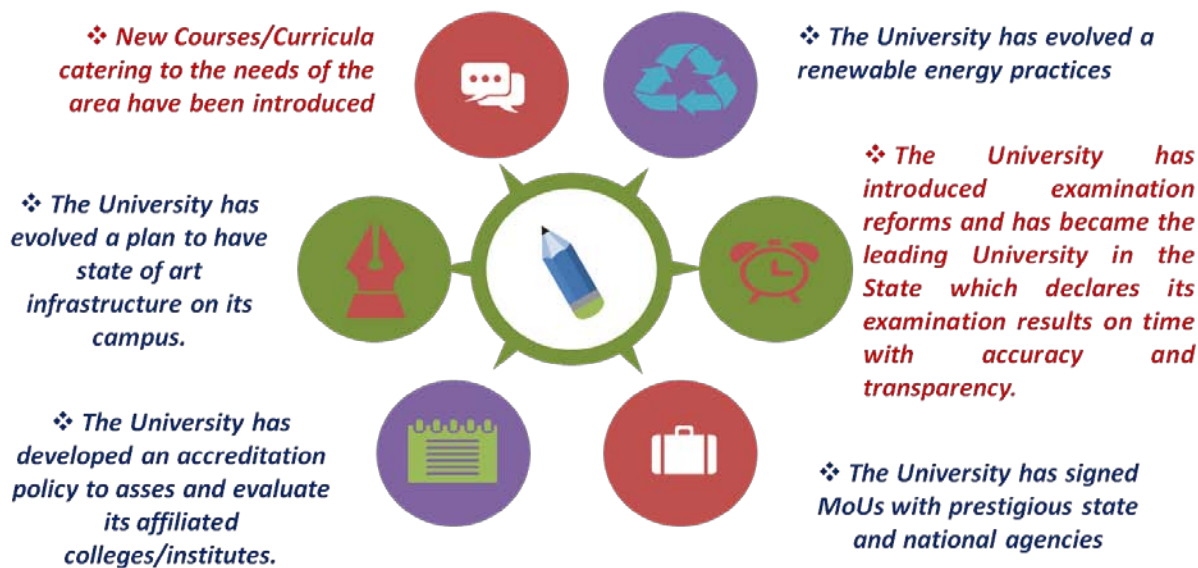 ❖ New Courses/Curricula
catering to the needs of the
area have been introduced
❖ The University has evolved a
renewable energy practices
❖ The University has
evolved a plan to have
state of art
infrastructure on its
campus.
❖ The University has
introduced examination
reforms and has became the
leading University in the
State which declares its
examination results on time
with accuracy and
transparency.
❖ The University has
developed an accreditation
policy to asses and evaluate
its affiliated
colleges/institutes.
❖ The University has signed
MoUs with prestigious state
and national agencies